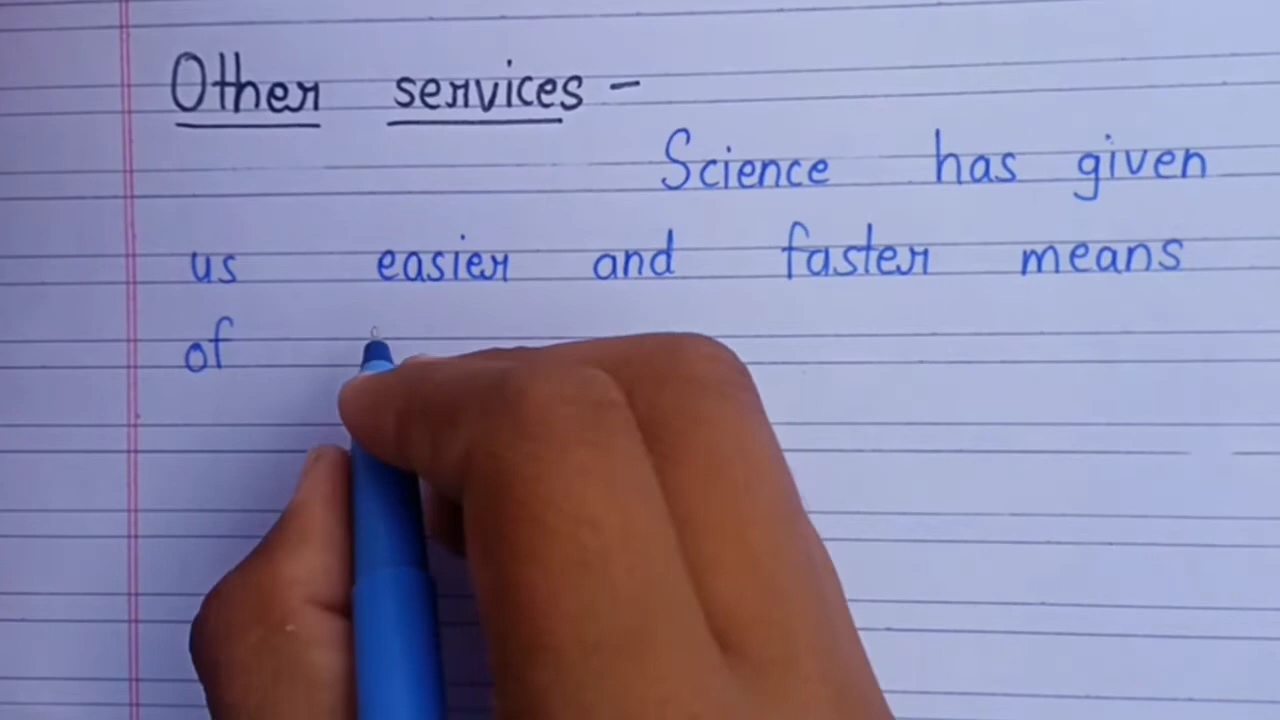 Other services -
Science has given
us easier and faster means
of